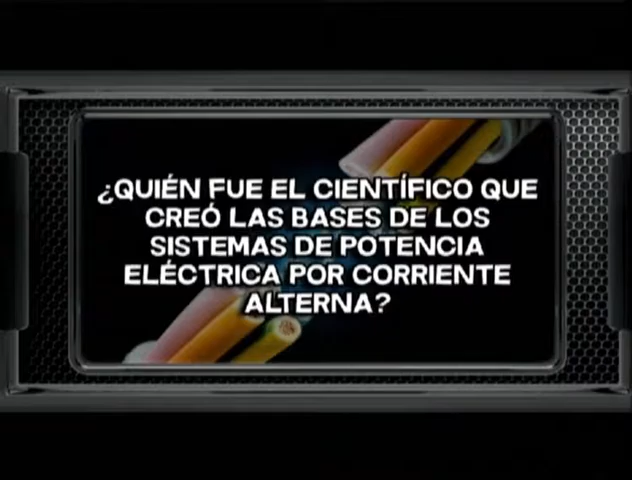 ¿QUIÉN FUE EL CIENTÍFICO QUE
CREÓ LAS BASES DE LOS
SISTEMAS DE POTENCIA
ELÉCTRICA POR CORRIENTE
ALTERNA?